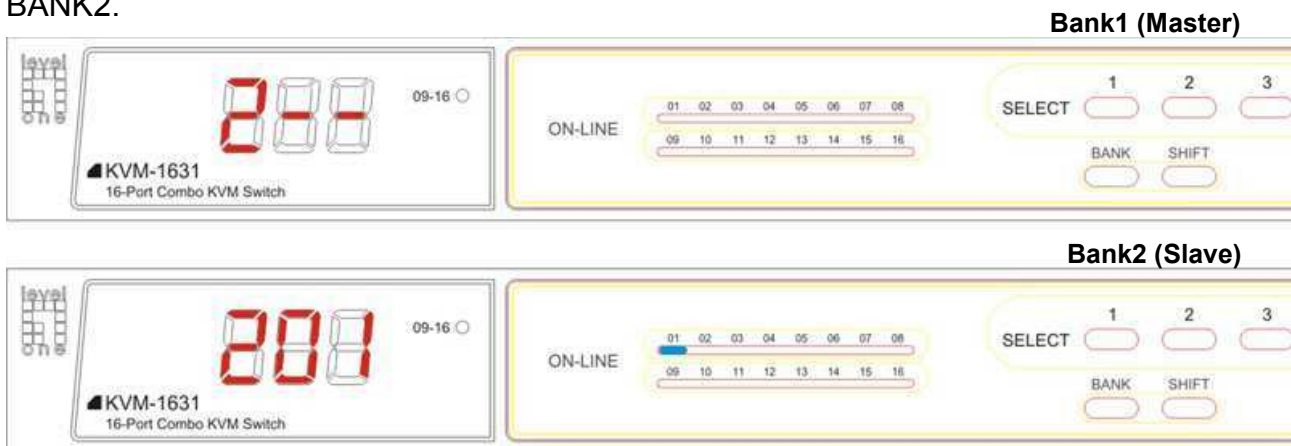 BANK2.
Bank1 (Master)
level
one
2--
09-16
ON-LINE
01 02 03 04 05 06 07 08
09 10 11 12 13 14 15 16
SELECT
1 2 3
BANK SHIFT
KVM-1631
16-Port Combo KVM Switch
Bank2 (Slave)
level
one
201
09-16
ON-LINE
01 02 03 04 05 06 07 08
09 10 11 12 13 14 15 16
SELECT
1 2 3
BANK SHIFT
KVM-1631
16-Port Combo KVM Switch